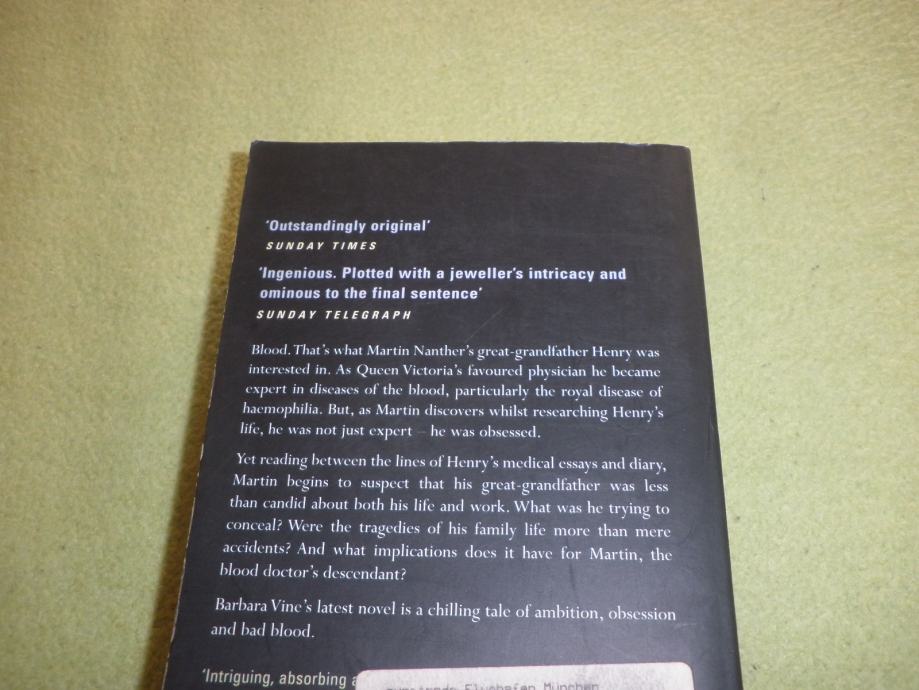 'Outstandingly original'
SUNDAY TIMES
'Ingenious. Plotted with a jeweller's intricacy and
ominous to the final sentence'
SUNDAY TELEGRAPH
Blood. That's what Martin Nanther's great-grandfather Henry was
interested in. As Queen Victoria's favoured physician he became
expert in diseases of the blood, particularly the royal disease of
haemophilia. But, as Martin discovers whilst researching Henry's
life, he was not just expert – he was obsessed.
Yet reading between the lines of Henry's medical essays and diary,
Martin begins to suspect that his great-grandfather was less
than candid about both his life and work. What was he trying to
conceal? Were the tragedies of his family life more than mere
accidents? And what implications does it have for Martin, the
blood doctor's descendant?
Barbara Vine's latest novel is a chilling tale of ambition, obsession
and bad blood.
'Intriguing, absorbing
Flughafen München